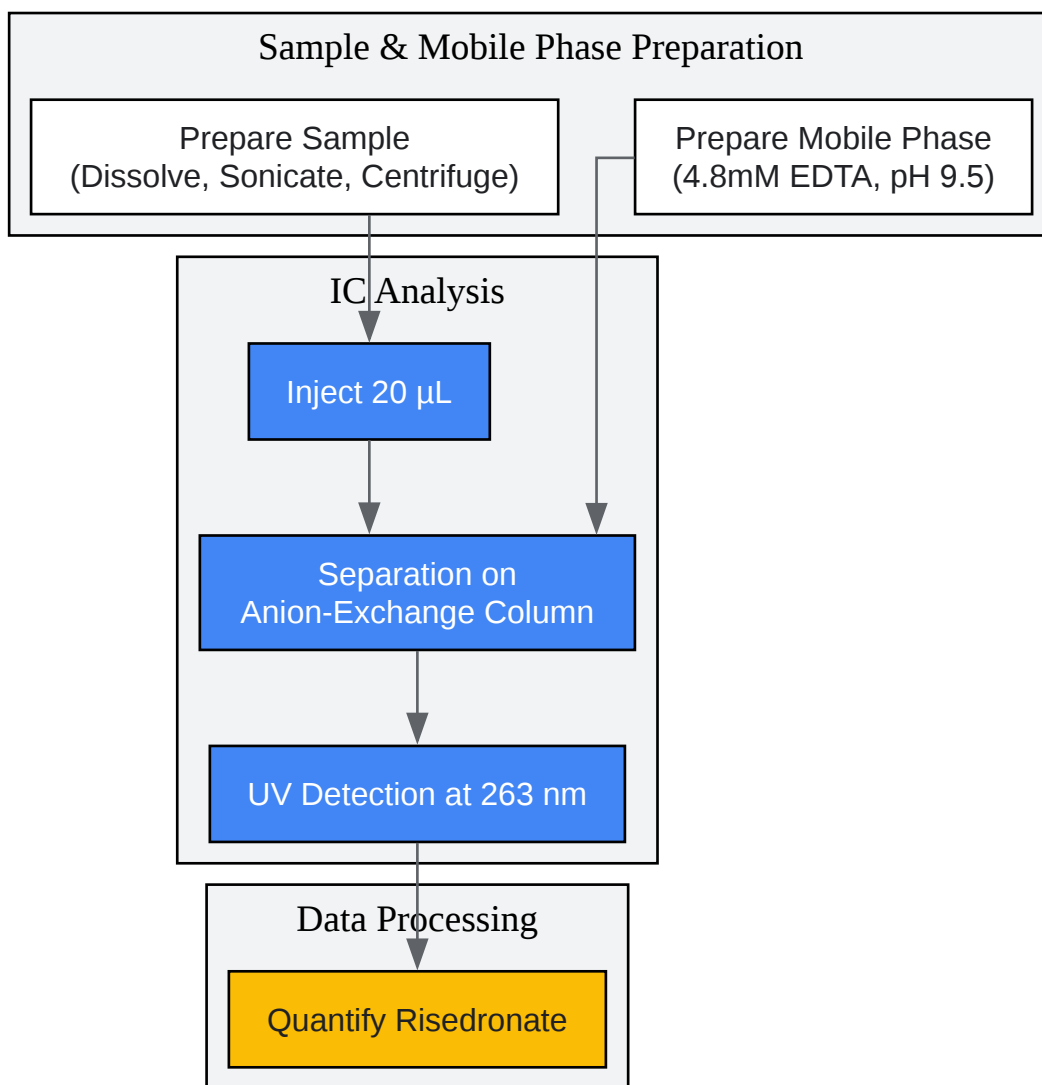 Sample & Mobile Phase Preparation
Prepare Sample
(Dissolve, Sonicate, Centrifuge)
Prepare Mobile Phase
(4.8mM EDTA, pH 9.5)
IC Analysis
Inject 20 µL
Separation on
Anion-Exchange Column
UV Detection at 263 nm
Data Processing
Quantify Risedronate